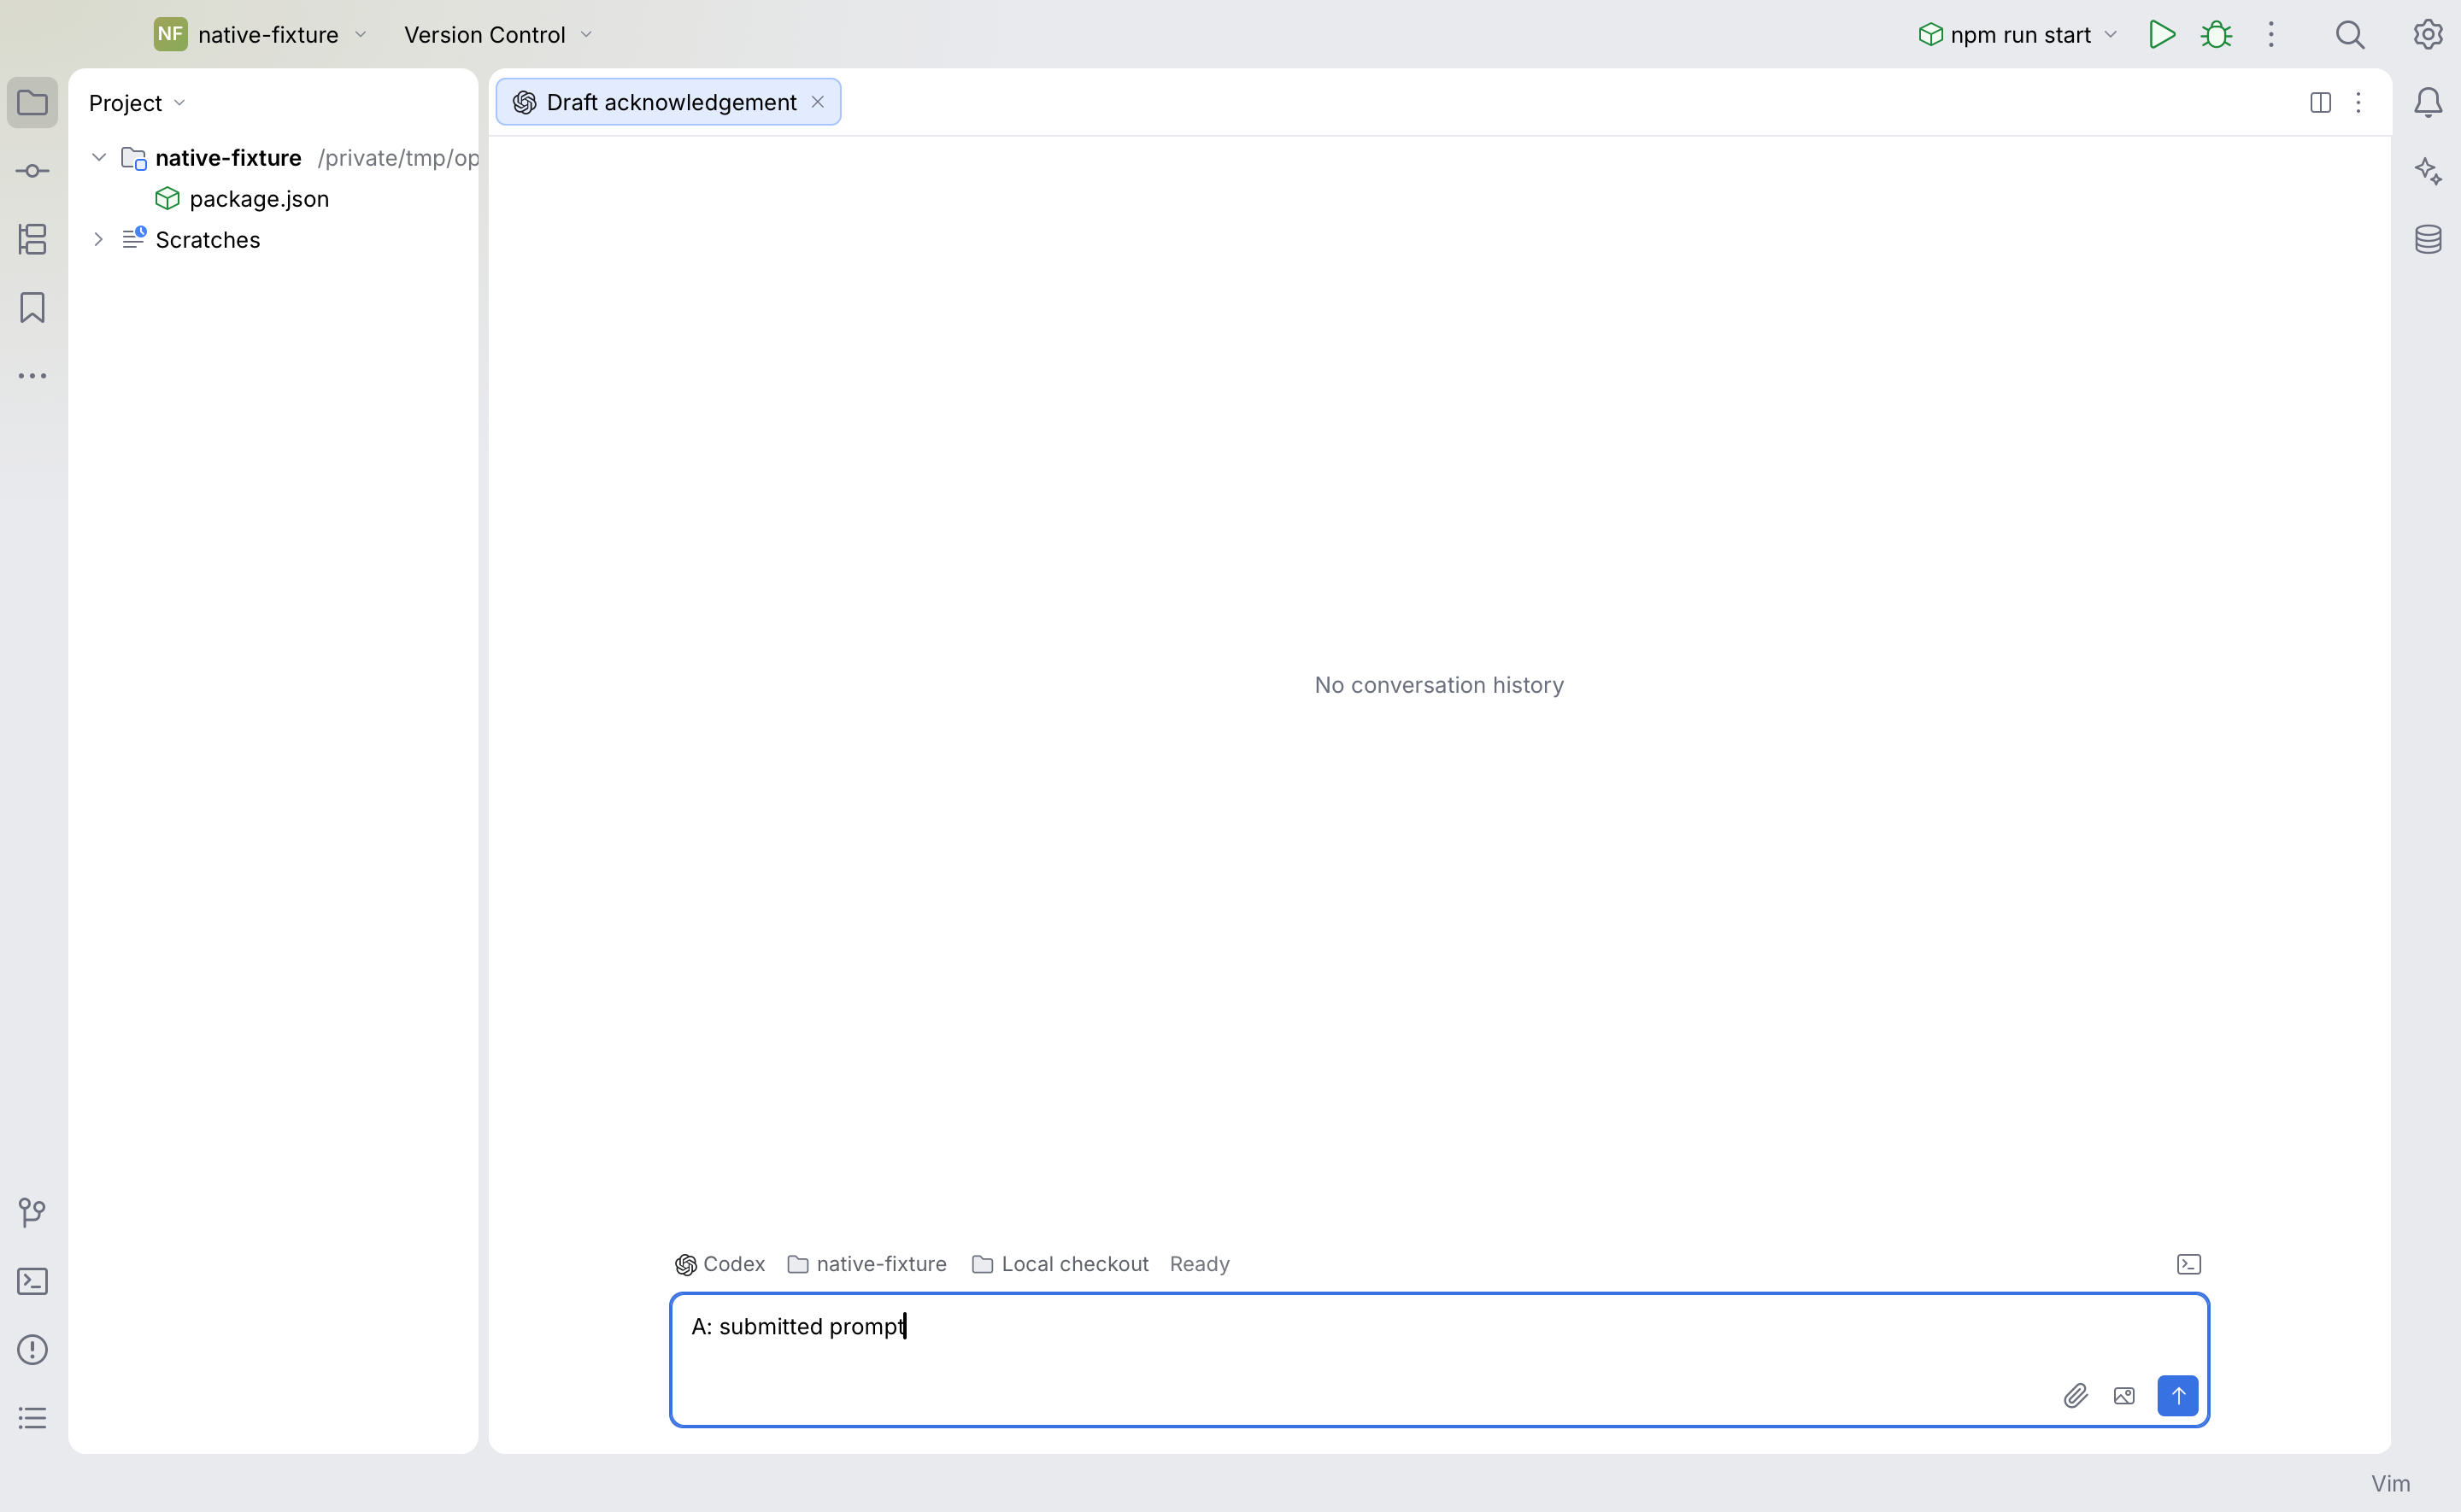 NF native-fixture Version Control npm run start
Project
Draft acknowledgement
native-fixture /private/tmp/op
package.json
Scratches
No conversation history
Codex native-fixture Local checkout Ready
A: submitted prompt
Vim